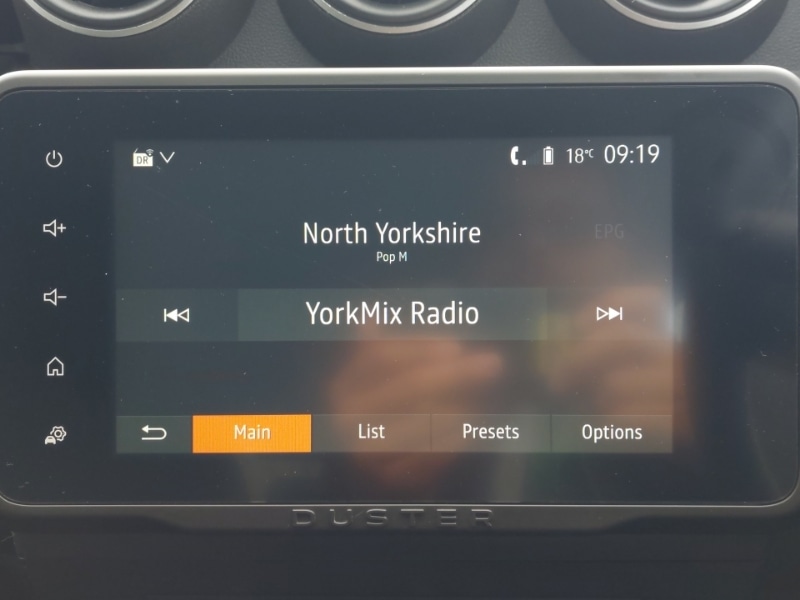 DR
18°C 09:19
North Yorkshire
EPG
Pop M
YorkMix Radio
Main List Presets Options
DUSTER